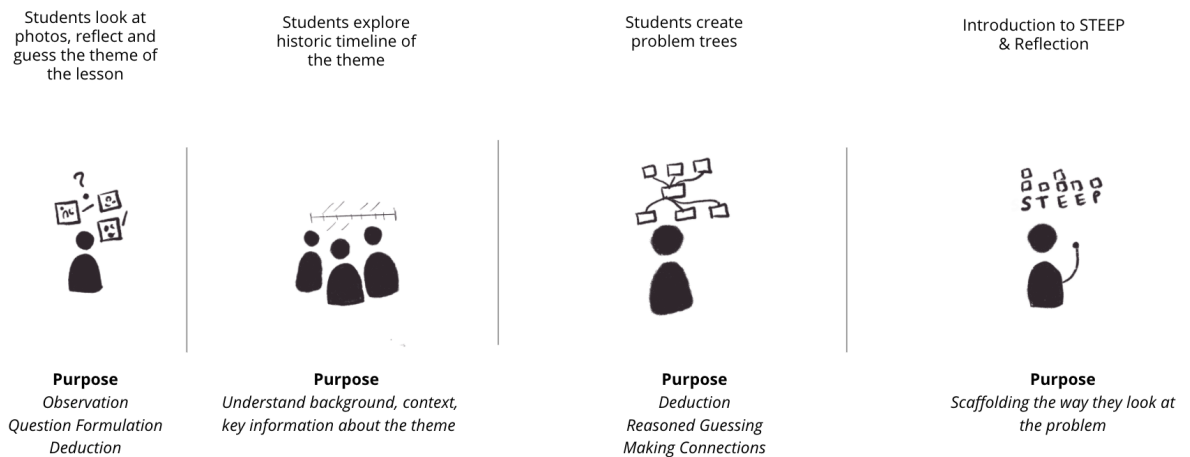 Students look at
photos, reflect and
guess the theme of
the lesson
Students explore
historic timeline of
the theme
Students create
problem trees
Introduction to STEEP
& Reflection
?
STEEP
Purpose
Observation
Question Formulation
Deduction
Purpose
Understand background, context,
key information about the theme
Purpose
Deduction
Reasoned Guessing
Making Connections
Purpose
Scaffolding the way they look at
the problem